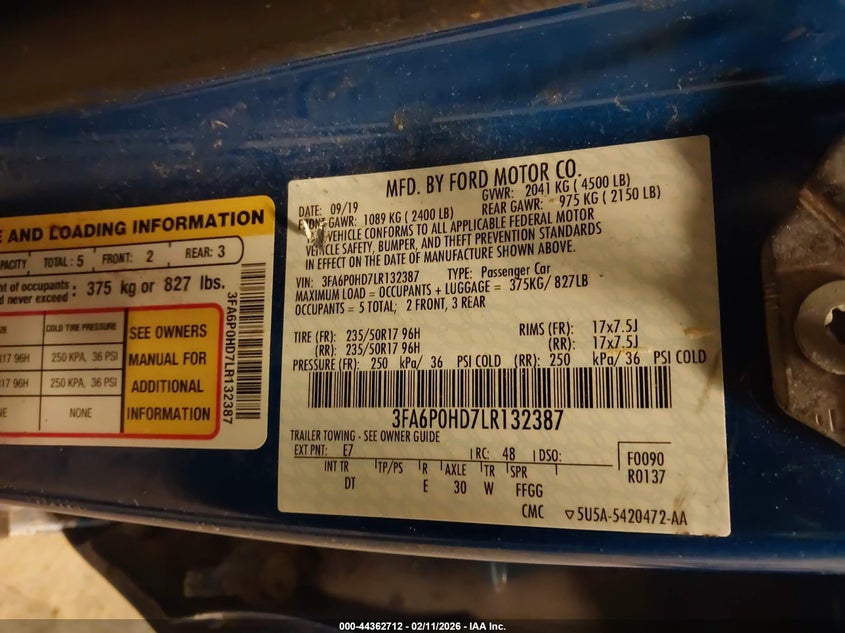 E AND LOADING INFORMATION
CAPACITY TOTAL: 5 FRONT: 2 REAR: 3
of occupants
d never exceed : 375 kg or 827 lbs.
COLD TIRE PRESSURE
R17 96H 250 KPA, 36 PSI
R17 96H 250 KPA, 36 PSI
NONE
SEE OWNERS
MANUAL FOR
ADDITIONAL
INFORMATION
3FA6P0HD7LR132387
MFD. BY FORD MOTOR CO.
DATE: 09/19 GVWR: 2041 KG ( 4500 LB)
FRONT GAWR: 1089 KG ( 2400 LB) REAR GAWR: 975 KG ( 2150 LB)
VEHICLE CONFORMS TO ALL APPLICABLE FEDERAL MOTOR
VEHICLE SAFETY, BUMPER, AND THEFT PREVENTION STANDARDS
IN EFFECT ON THE DATE OF MANUFACTURE SHOWN ABOVE.
VIN: 3FA6P0HD7LR132387 TYPE: Passenger Car
MAXIMUM LOAD = OCCUPANTS + LUGGAGE = 375KG/ 827LB
OCCUPANTS = 5 TOTAL; 2 FRONT, 3 REAR
TIRE (FR): 235/50R17 96H RIMS (FR): 17x7.5J
(RR): 235/50R17 96H (RR): 17x7.5J
PRESSURE (FR): 250 kPa/ 36 PSI COLD (RR): 250 kPa/ 36 PSI COLD
3FA6P0HD7LR132387
TRAILER TOWING - SEE OWNER GUIDE
EXT PNT: E7 RC: 48 DSO: F0090
INT TR TP/PS R AXLE TR SPR R0137
DT E 30 W FFGG
CMC ▽5U5A-5420472-AA
000-44362712 - 02/11/2026 - IAA Inc.